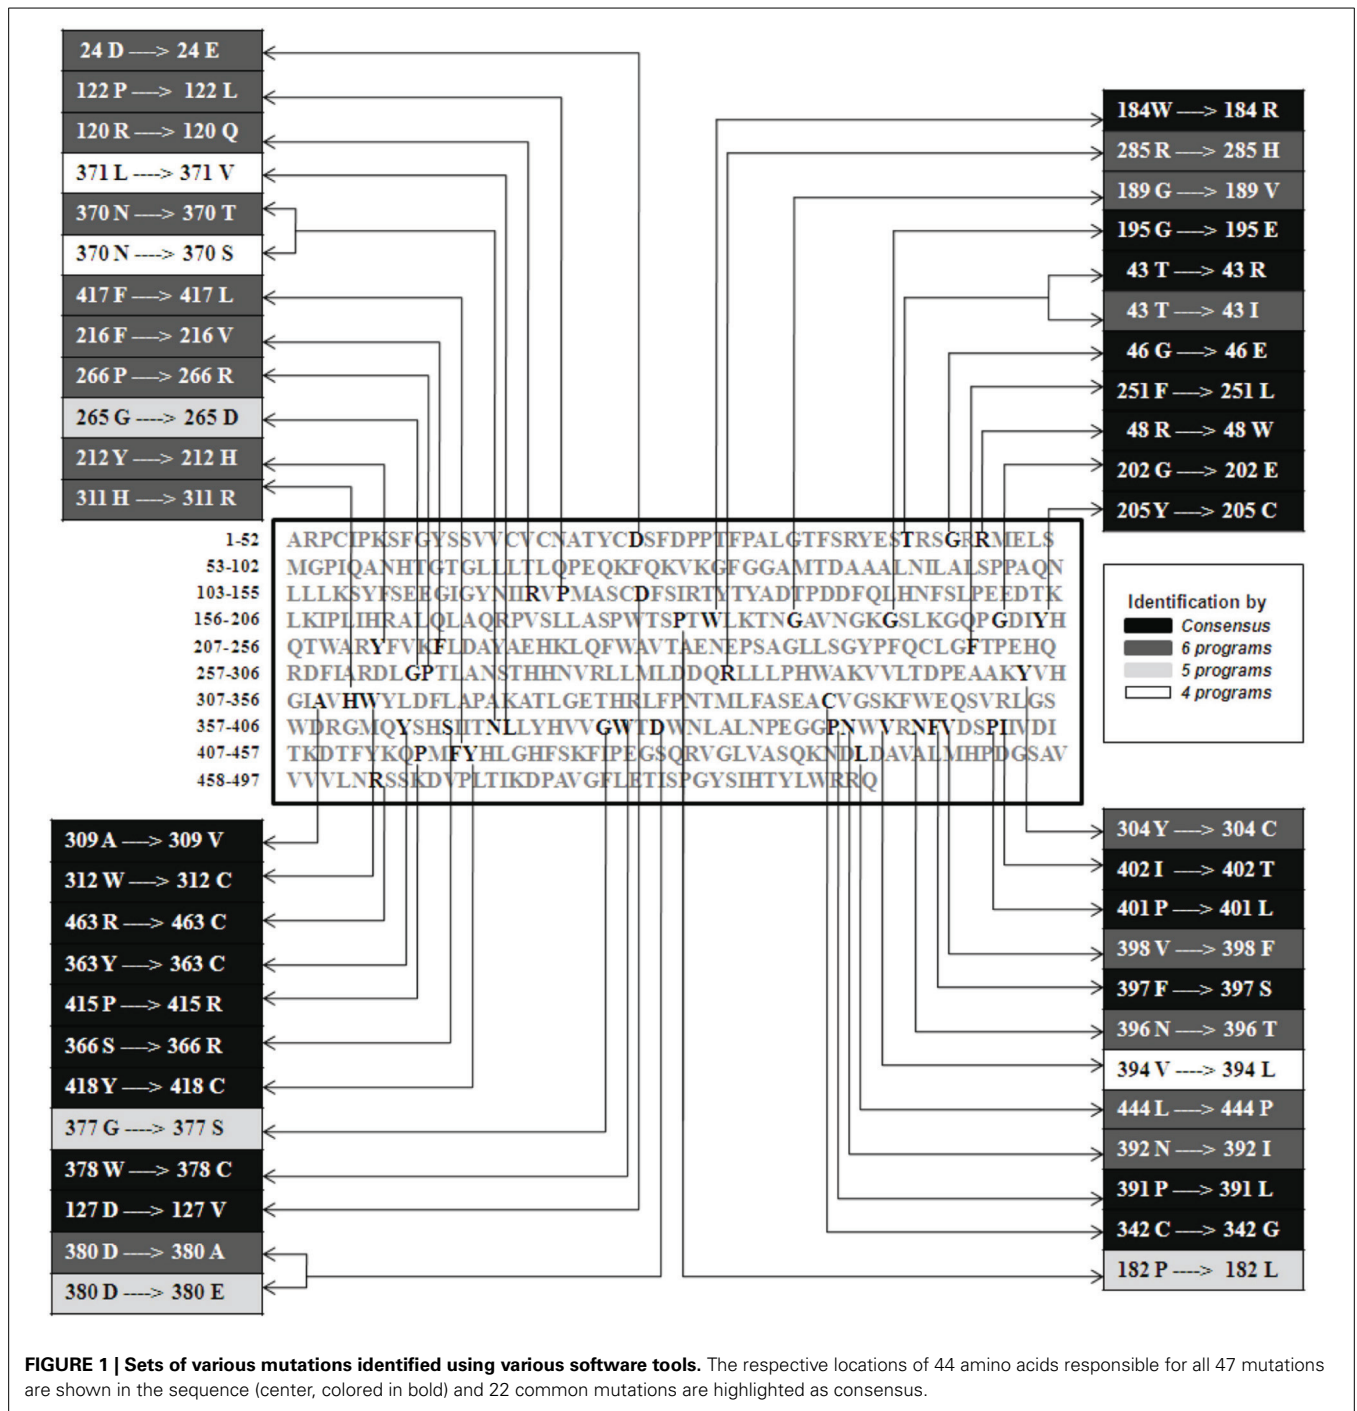 24 D ----> 24 E
122 P ----> 122 L
120 R ----> 120 Q
371 L ----> 371 V
370 N ----> 370 T
370 N ----> 370 S
417 F ----> 417 L
216 F ----> 216 V
266 P ----> 266 R
265 G ----> 265 D
212 Y ----> 212 H
311 H ----> 311 R
184W ----> 184 R
285 R ----> 285 H
189 G ----> 189 V
195 G ----> 195 E
43 T ----> 43 R
43 T ----> 43 I
46 G ----> 46 E
251 F ----> 251 L
48 R ----> 48 W
202 G ----> 202 E
205 Y ----> 205 C
1-52 ARPCIPKSFGYSSVVCVCNATYCDSFDPPTFPALGTFSRYESTRSGRRMELS
53-102 MGPIQANHTGTGLLLTLQPEQKFQKVKGFGGAMTDAAALNILALSPPAQN
103-155 LLLKSYFSEEGIGYNIIRVPMASCDFSIRTYTYADTPDDFQLHNFSLPEEDTK
156-206 LKIPLIHRALQLAQRPVSLLASPWTSPTWLKTNGAVNGKGSLKGQPGDIYH
207-256 QTWARYFVKFLDAYAEHKLQFWAVTAENEPSAGLLSGYPFQCLGFTPEHQ
257-306 RDFIARDLGPTLANSTHHNVRLLMLDDQRLLLPHWAKVVLTDPEAAKYVH
307-356 GIAVHWYLDFLAPAKATLGETHRLFPNTMLFASEACVGSKFWEQSVRLGS
357-406 WDRGMQYSHSIITNLLYHVVGWTDWNLALNPEGGPNWVRNFVDSPIIVDI
407-457 TKDTFYKQPMFYHLGHFSKFIPEGSQRVGLVASQKNDLDAVALMHPDGSAV
458-497 VVVLNRSSKDVPLTIKDPAVGFLETISPGYSIHTYLWRRQ
Identification by
Consensus
6 programs
5 programs
4 programs
309 A ----> 309 V
312 W ----> 312 C
463 R ----> 463 C
363 Y ----> 363 C
415 P ----> 415 R
366 S ----> 366 R
418 Y ----> 418 C
377 G ----> 377 S
378 W ----> 378 C
127 D ----> 127 V
380 D ----> 380 A
380 D ----> 380 E
304 Y ----> 304 C
402 I ----> 402 T
401 P ----> 401 L
398 V ----> 398 F
397 F ----> 397 S
396 N ----> 396 T
394 V ----> 394 L
444 L ----> 444 P
392 N ----> 392 I
391 P ----> 391 L
342 C ----> 342 G
182 P ----> 182 L
FIGURE 1 | Sets of various mutations identified using various software tools. The respective locations of 44 amino acids responsible for all 47 mutations
are shown in the sequence (center, colored in bold) and 22 common mutations are highlighted as consensus.